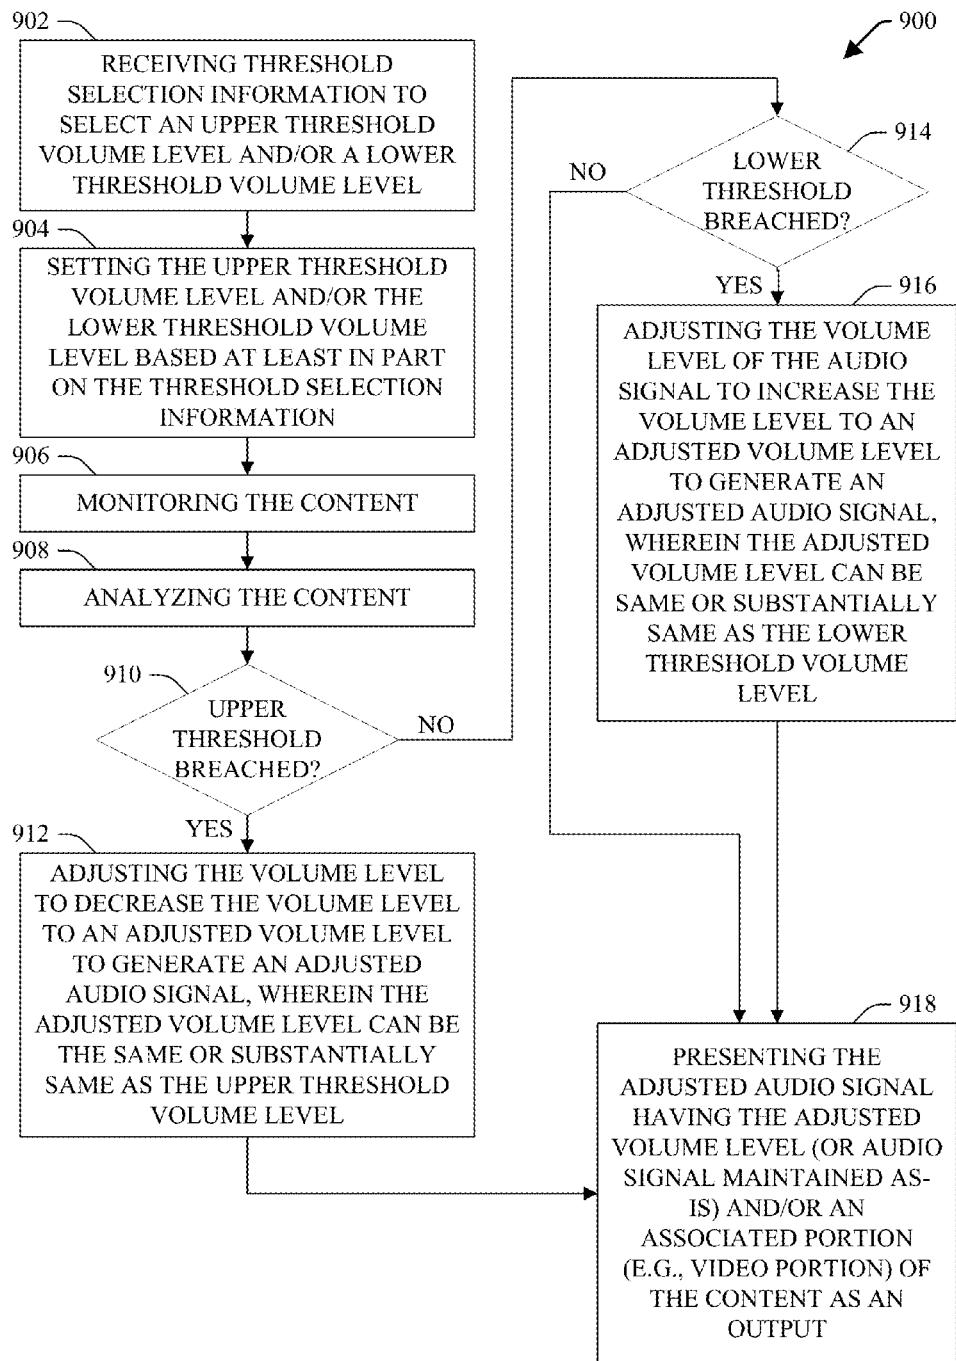 902
RECEIVING THRESHOLD
SELECTION INFORMATION TO
SELECT AN UPPER THRESHOLD
VOLUME LEVEL AND/OR A LOWER
THRESHOLD VOLUME LEVEL
904
SETTING THE UPPER THRESHOLD
VOLUME LEVEL AND/OR THE
LOWER THRESHOLD VOLUME
LEVEL BASED AT LEAST IN PART
ON THE THRESHOLD SELECTION
INFORMATION
906
MONITORING THE CONTENT
908
ANALYZING THE CONTENT
910
UPPER
THRESHOLD
BREACHED?
NO
YES
912
ADJUSTING THE VOLUME LEVEL
TO DECREASE THE VOLUME LEVEL
TO AN ADJUSTED VOLUME LEVEL
TO GENERATE AN ADJUSTED
AUDIO SIGNAL, WHEREIN THE
ADJUSTED VOLUME LEVEL CAN BE
THE SAME OR SUBSTANTIALLY
SAME AS THE UPPER THRESHOLD
VOLUME LEVEL
900
914
LOWER
THRESHOLD
BREACHED?
NO
YES
916
ADJUSTING THE VOLUME
LEVEL OF THE AUDIO
SIGNAL TO INCREASE THE
VOLUME LEVEL TO AN
ADJUSTED VOLUME LEVEL
TO GENERATE AN
ADJUSTED AUDIO SIGNAL,
WHEREIN THE ADJUSTED
VOLUME LEVEL CAN BE
SAME OR SUBSTANTIALLY
SAME AS THE LOWER
THRESHOLD VOLUME
LEVEL
918
PRESENTING THE
ADJUSTED AUDIO SIGNAL
HAVING THE ADJUSTED
VOLUME LEVEL (OR AUDIO
SIGNAL MAINTAINED AS-
IS) AND/OR AN
ASSOCIATED PORTION
(E.G., VIDEO PORTION) OF
THE CONTENT AS AN
OUTPUT